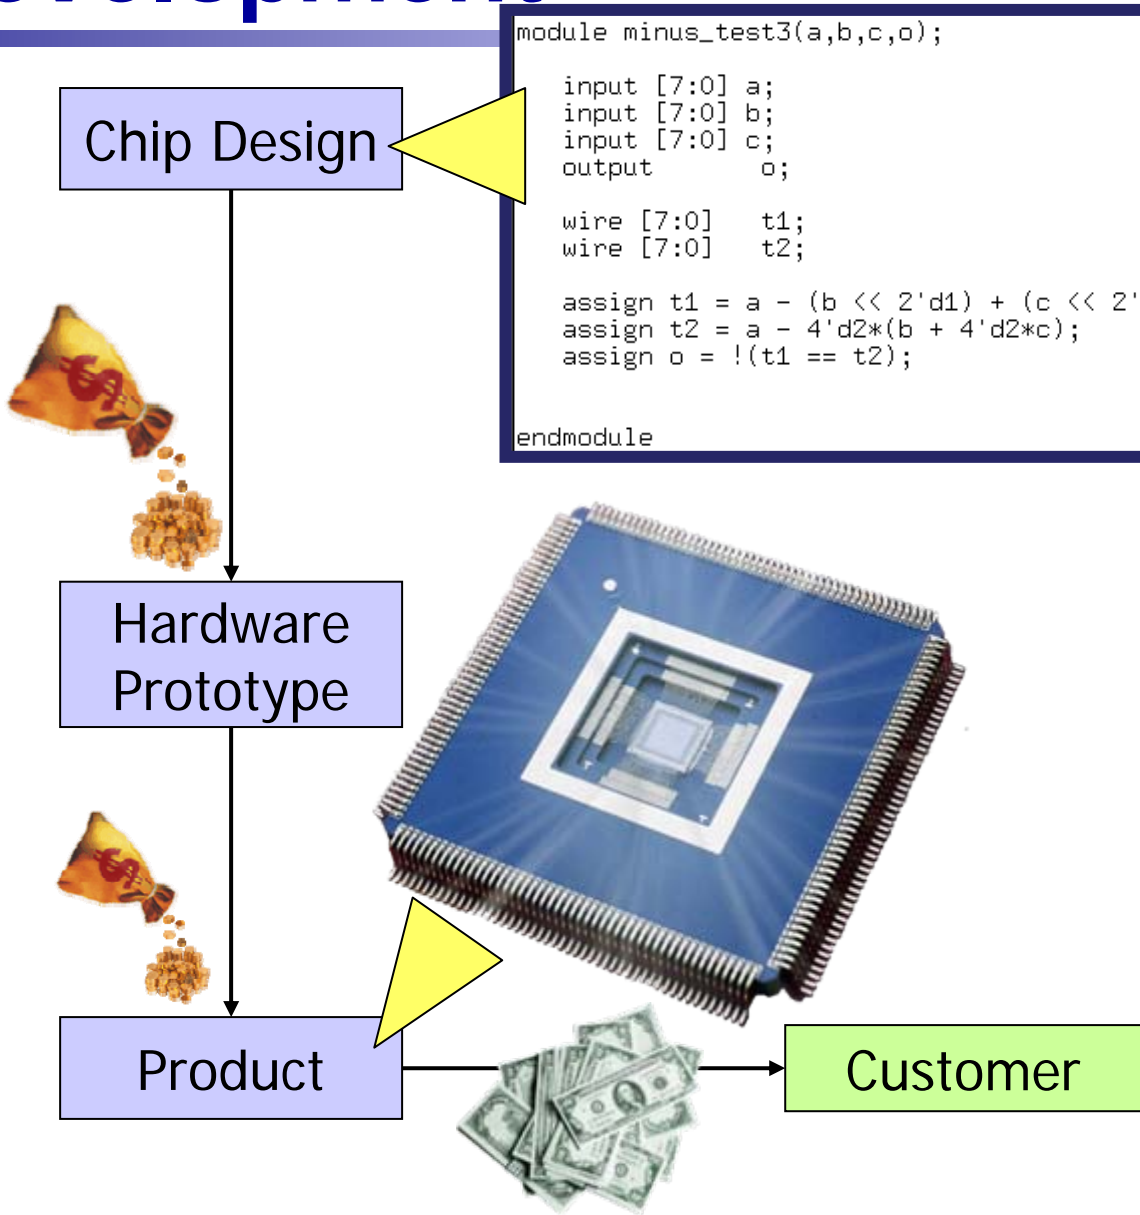 module minus_test3(a,b,c,o);
input [7:0] a;
input [7:0] b;
input [7:0] c;
output o;
wire [7:0] t1;
wire [7:0] t2;
assign t1 = a - (b << 2'd1) + (c << 2'
assign t2 = a - 4'd2*(b + 4'd2*c);
assign o = !(t1 == t2);
endmodule
Chip Design
$
Hardware
Prototype
$
Product
Customer